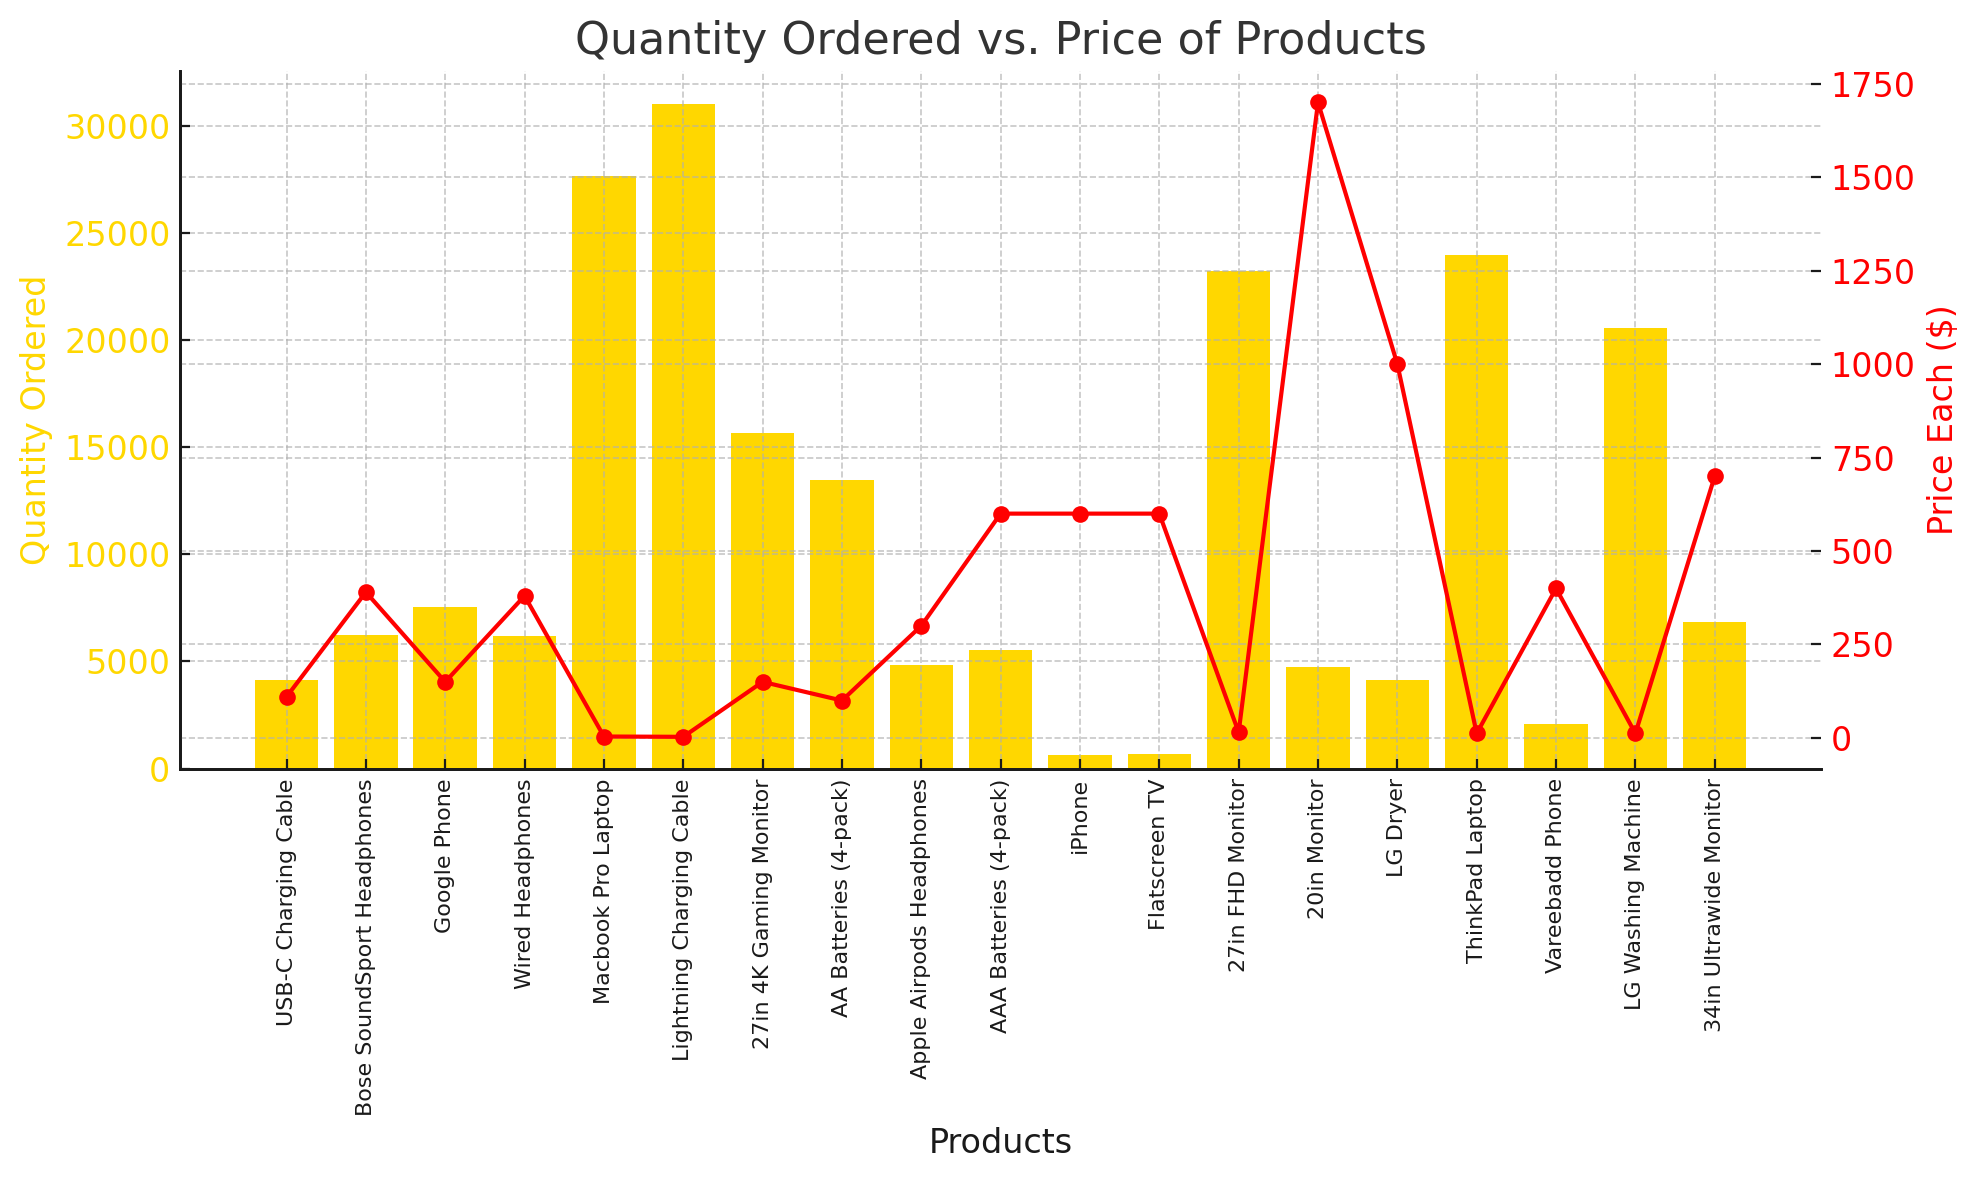 Quantity Ordered vs. Price of Products
Quantity Ordered
30000
25000
20000
15000
10000
5000
0
1750
1500
1250
1000
750
500
250
0
Price Each ($)
USB-C Charging Cable
Bose SoundSport Headphones
Google Phone
Wired Headphones
Macbook Pro Laptop
Lightning Charging Cable
27in 4K Gaming Monitor
AA Batteries (4-pack)
Apple Airpods Headphones
AAA Batteries (4-pack)
iPhone
Flatscreen TV
27in FHD Monitor
20in Monitor
LG Dryer
ThinkPad Laptop
Vareebadd Phone
LG Washing Machine
34in Ultrawide Monitor
Products